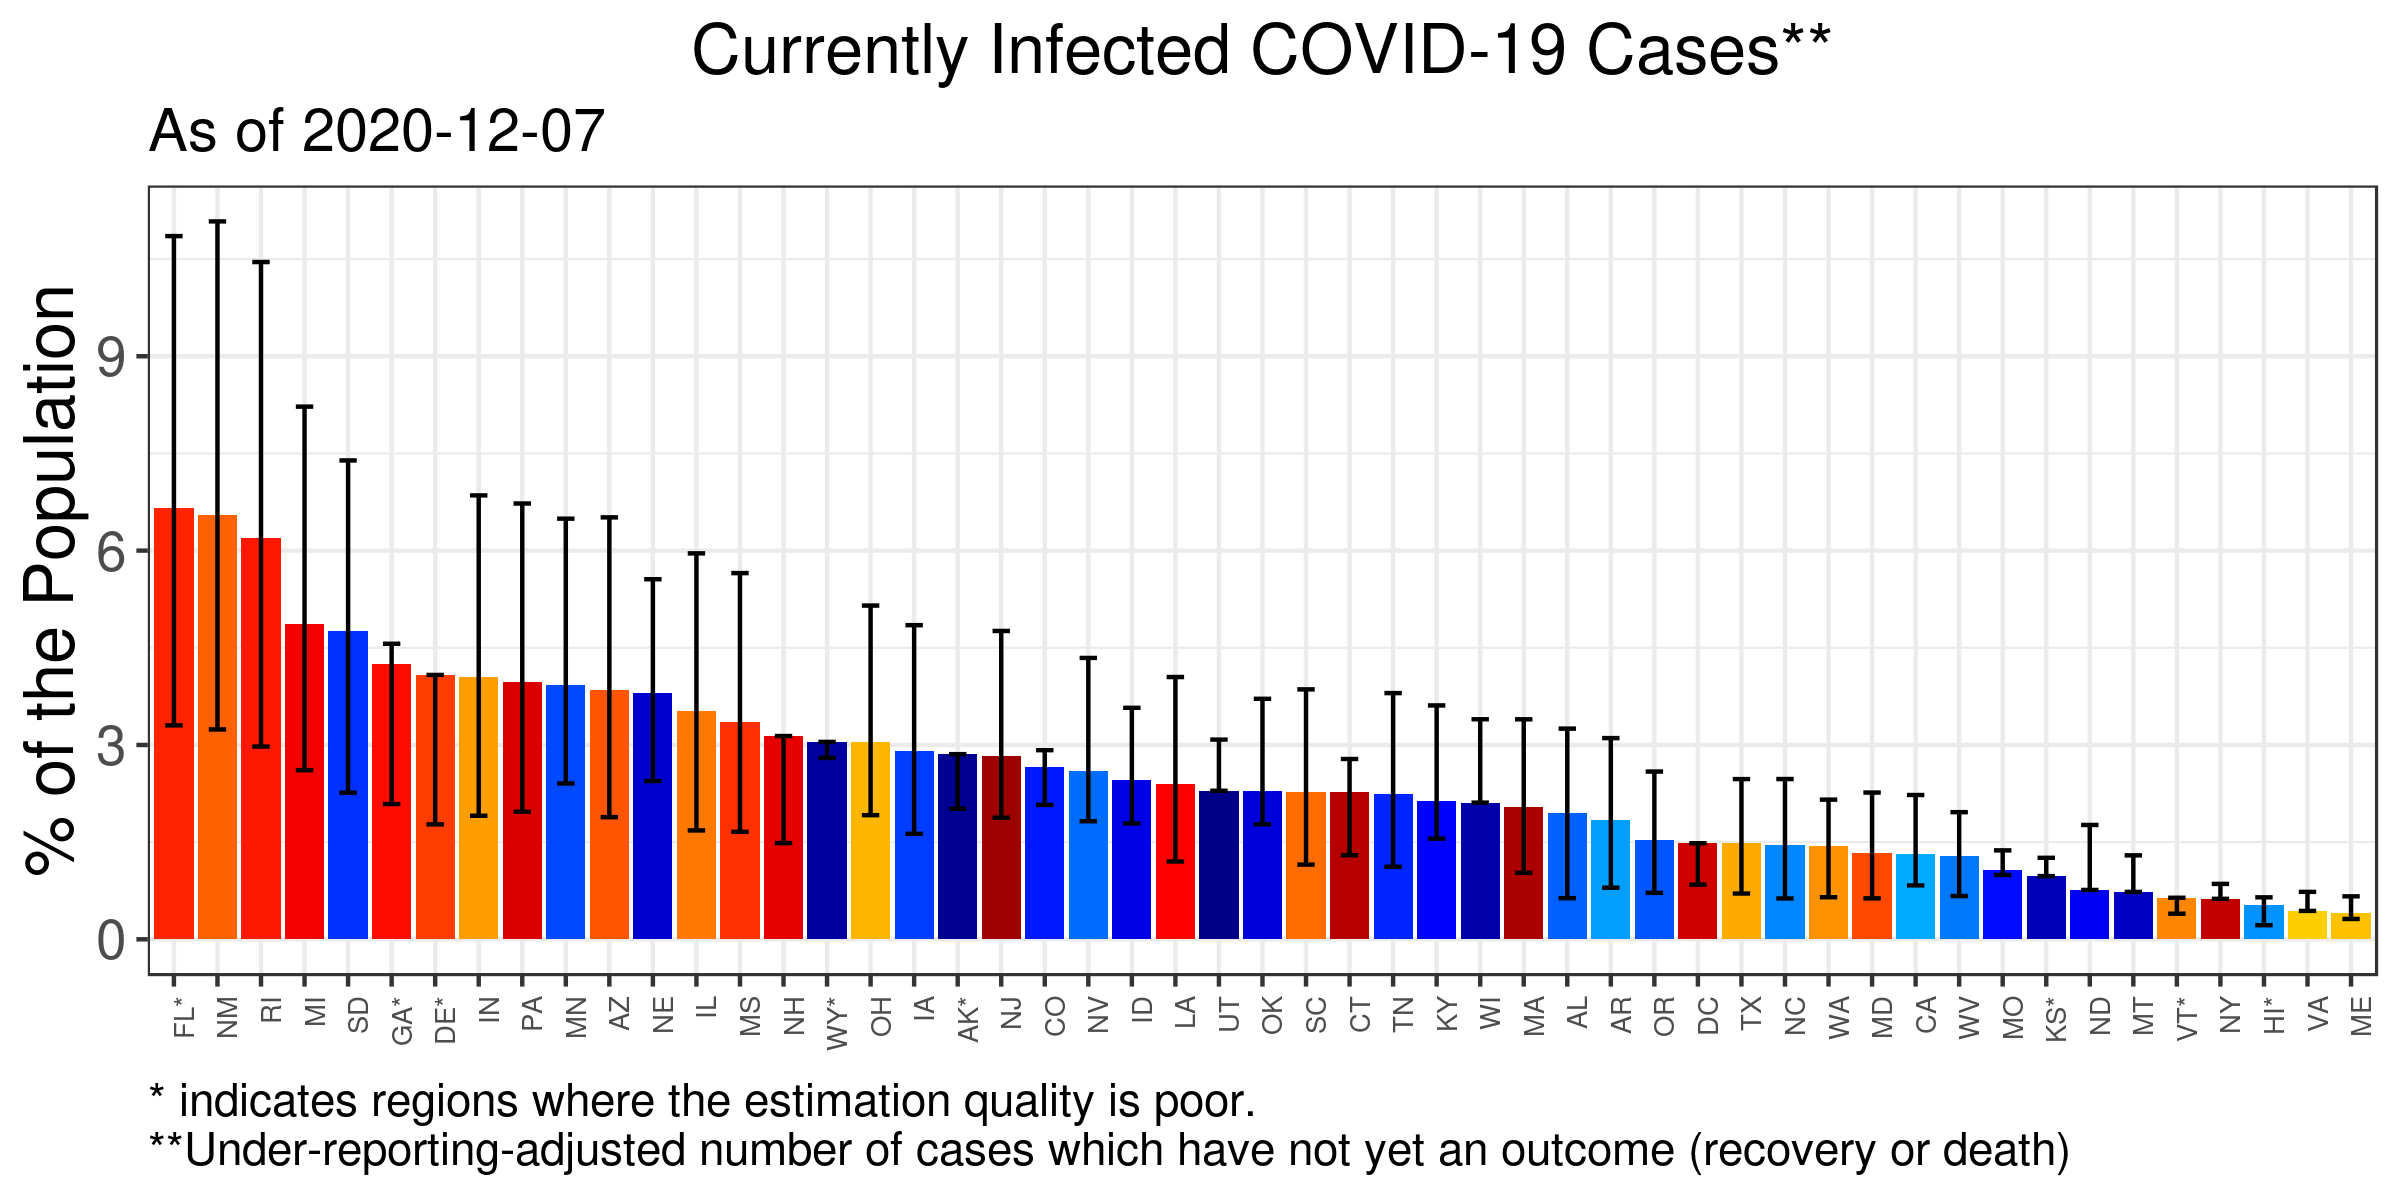 Currently Infected COVID-19 Cases**
As of 2020-12-07
% of the Population
9
6
3
0
FL* NM RI MI SD GA* DE* IN PA MN AZ NE IL MS NH WY* OH IA AK* NJ CO NV ID LA UT OK SC CT TN KY WI MA AL AR OR DC TX NC WA MD CA WV MO KS* ND MT VT* NY HI* VA ME
* indicates regions where the estimation quality is poor.
**Under-reporting-adjusted number of cases which have not yet an outcome (recovery or death)